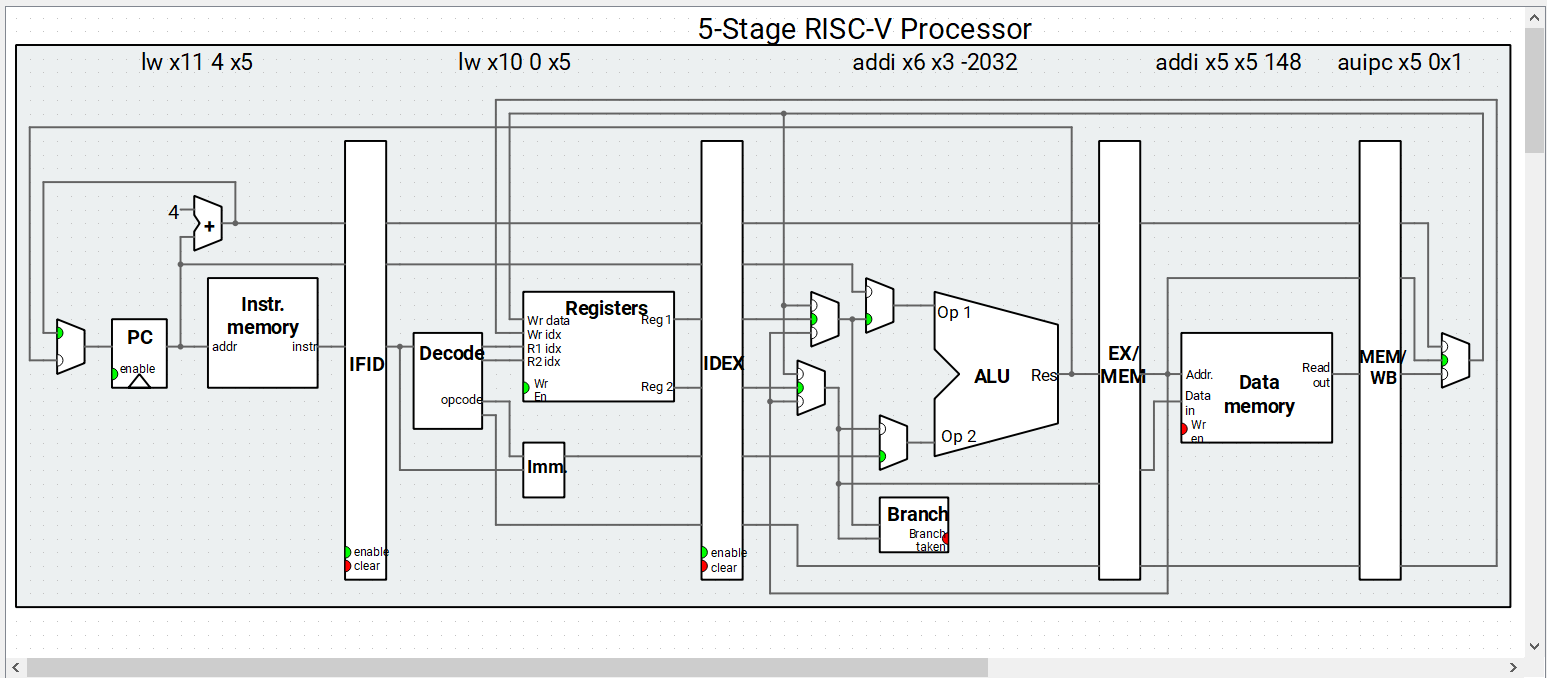 5-Stage RISC-V Processor
lw x11 4 x5
lw x10 0 x5
addi x6 x3 -2032
addi x5 x5 148
auipc x5 0x1
4
+
Instr.
memory
addr
instr
PC
enable
IFID
enable
clear
Decode
opcode
Registers
Wr data
Wr idx
R1 idx
R2 idx
Wr
En
Reg 1
Reg 2
Imm.
IDEX
enable
clear
Op 1
ALU
Res
Op 2
Branch
Branch
taken
EX/
MEM
Addr.
Data
in
Wr
en
Data
memory
Read
out
MEM/
WB